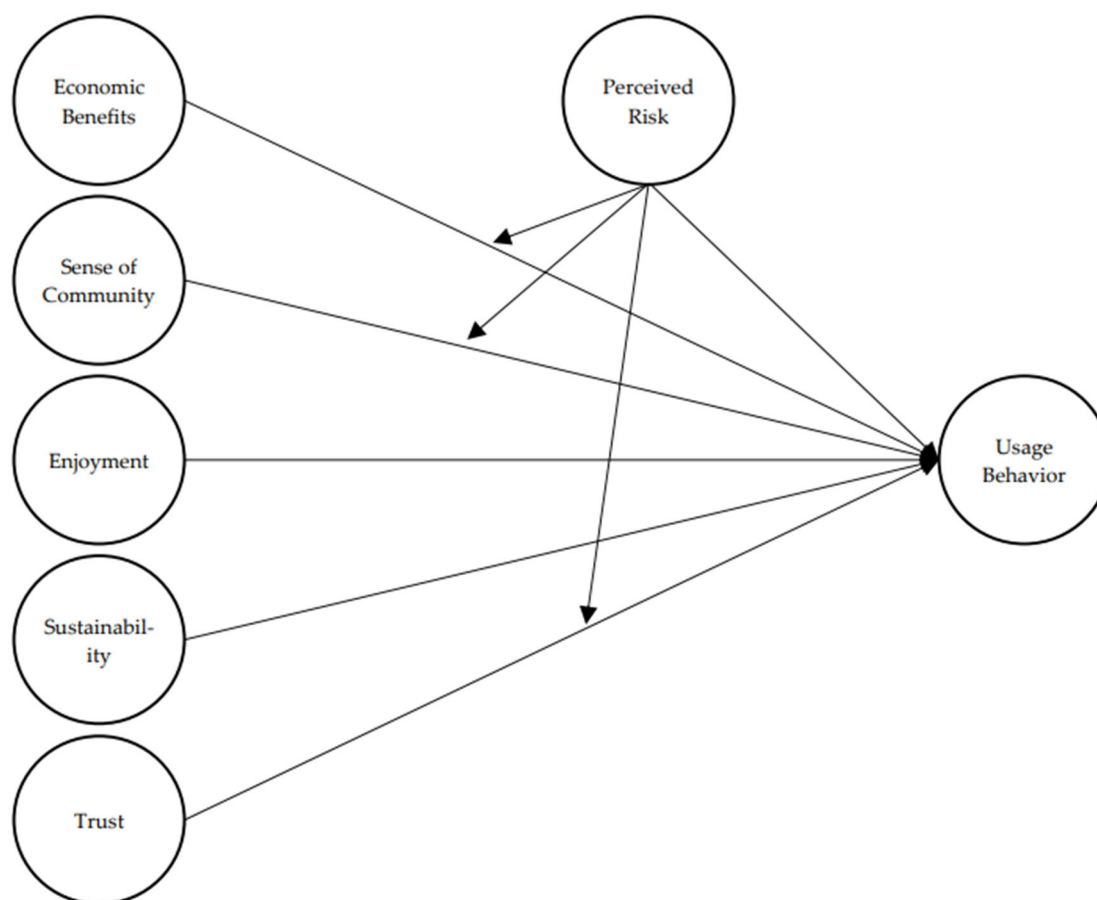 Economic
Benefits
Perceived
Risk
Sense of
Community
Enjoyment
Usage
Behavior
Sustainabil-
ity
Trust